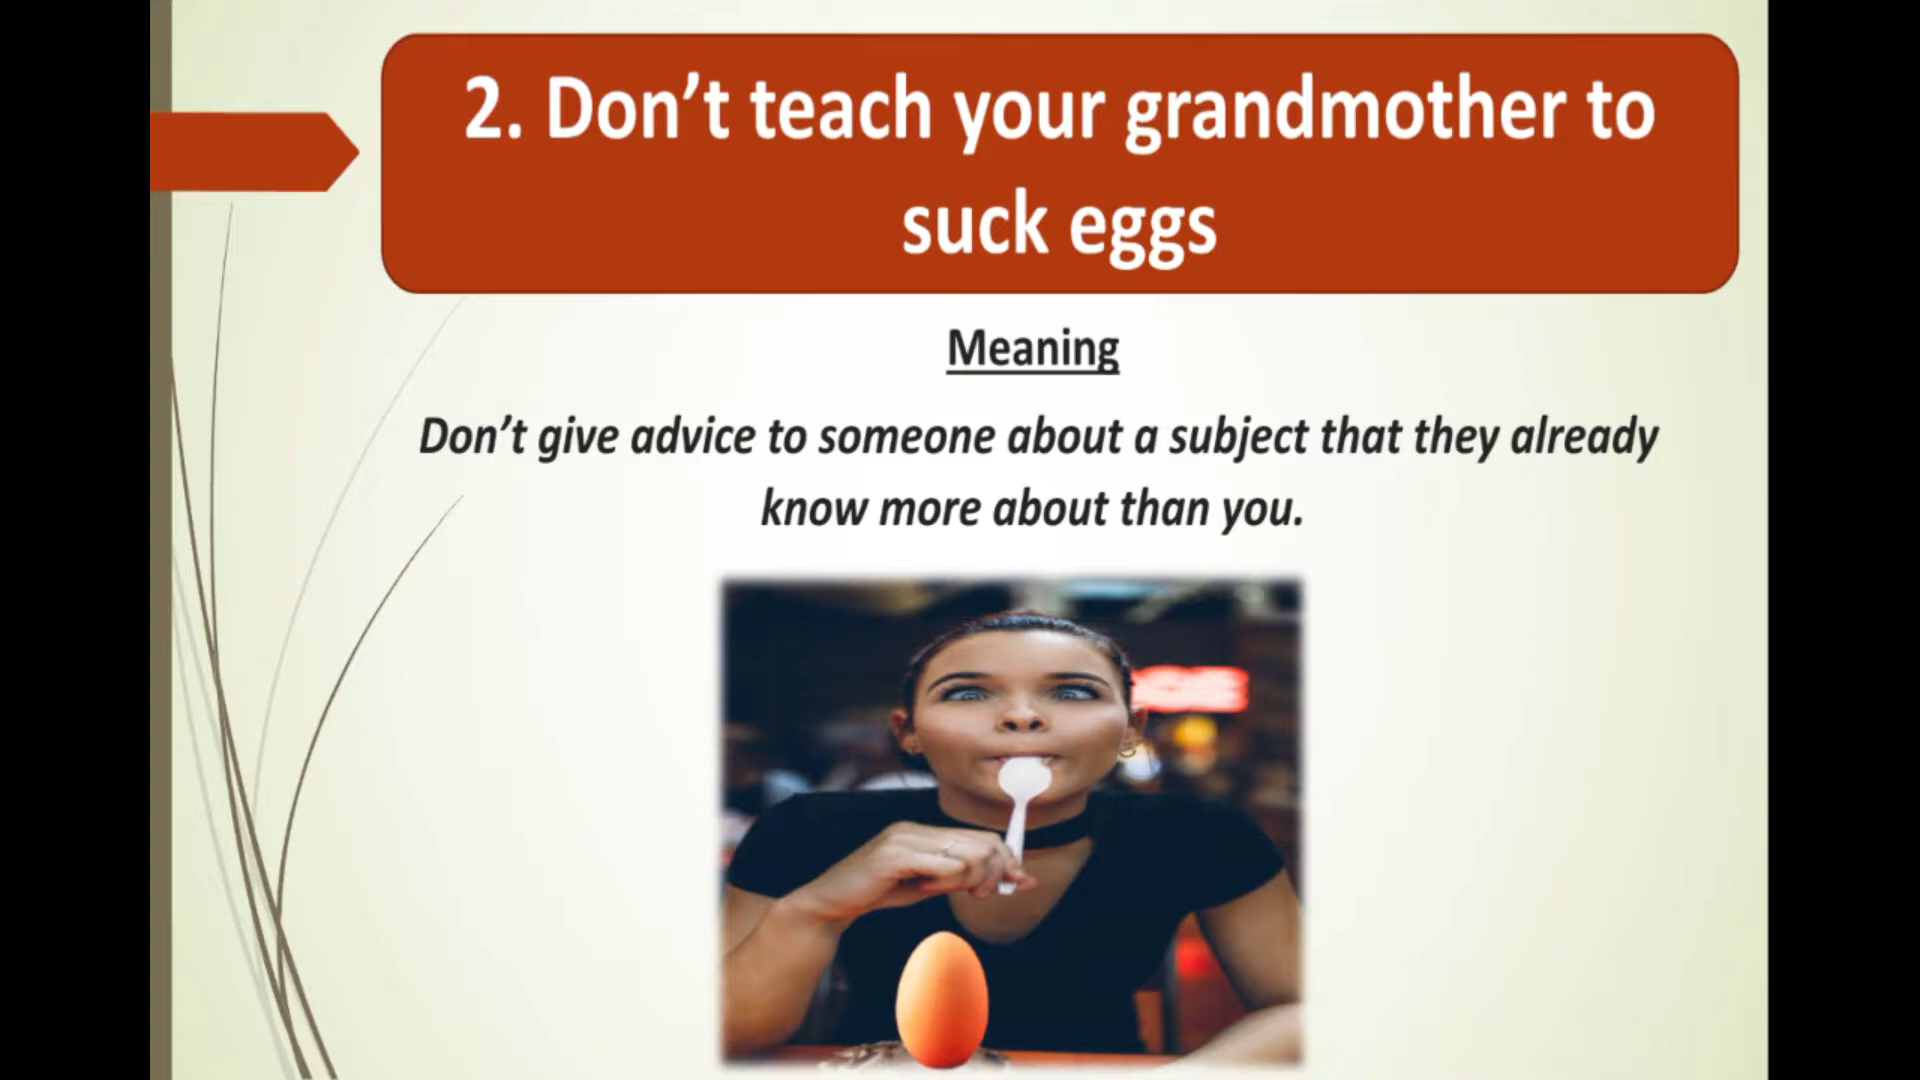 2. Don’t teach your grandmother to
suck eggs
Meaning
Don’t give advice to someone about a subject that they already
know more about than you.